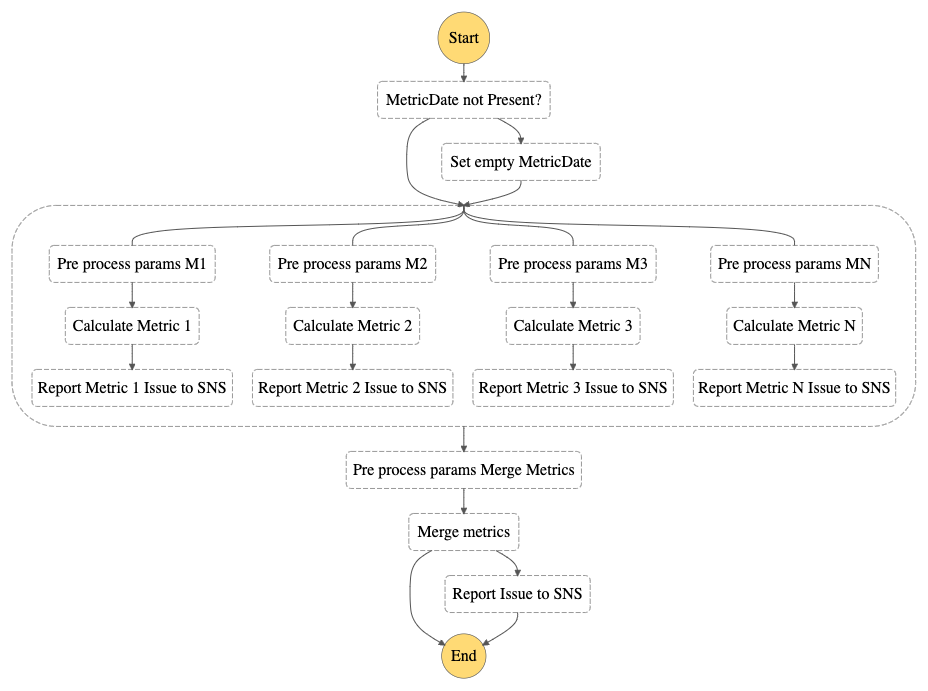 Start
MetricDate not Present?
Set empty MetricDate
Pre process params M1
Pre process params M2
Pre process params M3
Pre process params MN
Calculate Metric 1
Calculate Metric 2
Calculate Metric 3
Calculate Metric N
Report Metric 1 Issue to SNS
Report Metric 2 Issue to SNS
Report Metric 3 Issue to SNS
Report Metric N Issue to SNS
Pre process params Merge Metrics
Merge metrics
Report Issue to SNS
End